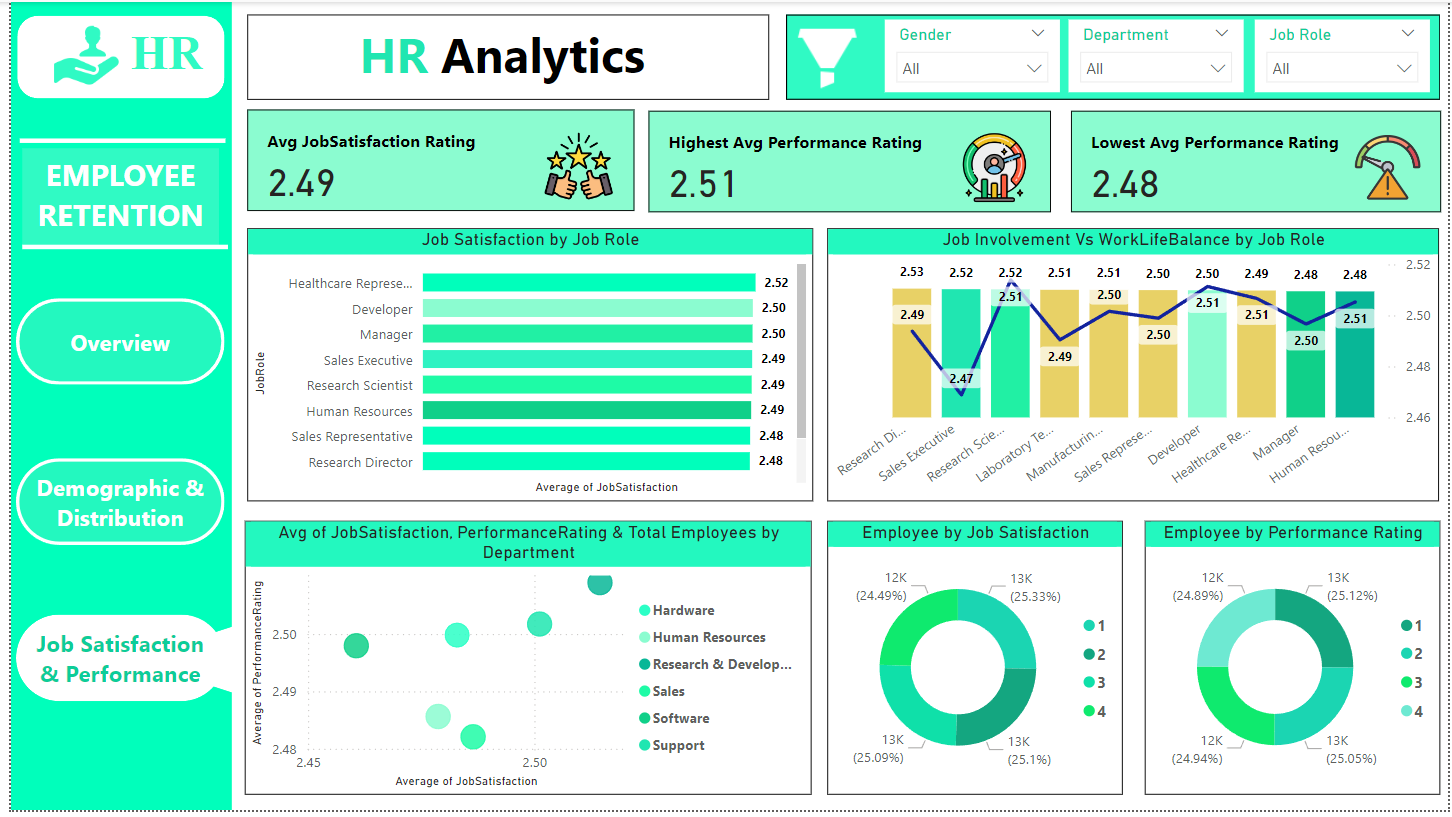 HR
EMPLOYEE
RETENTION
Overview
Demographic &
Distribution
Job Satisfaction
& Performance
HR Analytics
Gender
All
Department
All
Job Role
All
Avg JobSatisfaction Rating
2.49
Highest Avg Performance Rating
2.51
Lowest Avg Performance Rating
2.48
Job Satisfaction by Job Role
JobRole
Healthcare Represe... 2.52
Developer 2.50
Manager 2.50
Sales Executive 2.49
Research Scientist 2.49
Human Resources 2.49
Sales Representative 2.48
Research Director 2.48
Average of JobSatisfaction
Job Involvement Vs WorkLifeBalance by Job Role
2.53 2.52 2.52 2.51 2.51 2.50 2.50 2.49 2.48 2.48
2.49 2.47 2.51 2.49 2.50 2.50 2.51 2.51 2.50 2.51
2.52
2.50
2.48
2.46
Research Di...
Sales Executive
Research Scie...
Laboratory Te...
Manufacturin...
Sales Represe...
Developer
Healthcare Re...
Manager
Human Resou...
Avg of JobSatisfaction, PerformanceRating & Total Employees by
Department
Average of PerformanceRating
2.50
2.49
2.48
2.45 2.50
Average of JobSatisfaction
Hardware
Human Resources
Research & Develop...
Sales
Software
Support
Employee by Job Satisfaction
12K
(24.49%)
13K
(25.33%)
13K
(25.09%)
13K
(25.1%)
1
2
3
4
Employee by Performance Rating
12K
(24.89%)
13K
(25.12%)
12K
(24.94%)
13K
(25.05%)
1
2
3
4